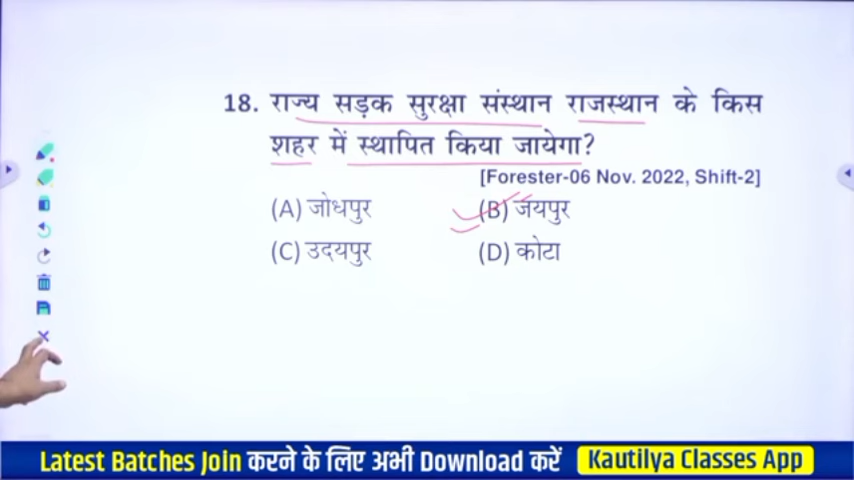 18. राज्य सड़क सुरक्षा संस्थान राजस्थान के किस
शहर में स्थापित किया जायेगा?
[Forester-06 Nov. 2022, Shift-2]
(A) जोधपुर (B) जयपुर
(C) उदयपुर (D) कोटा
Latest Batches Join करने के लिए अभी Download करें Kautilya Classes App